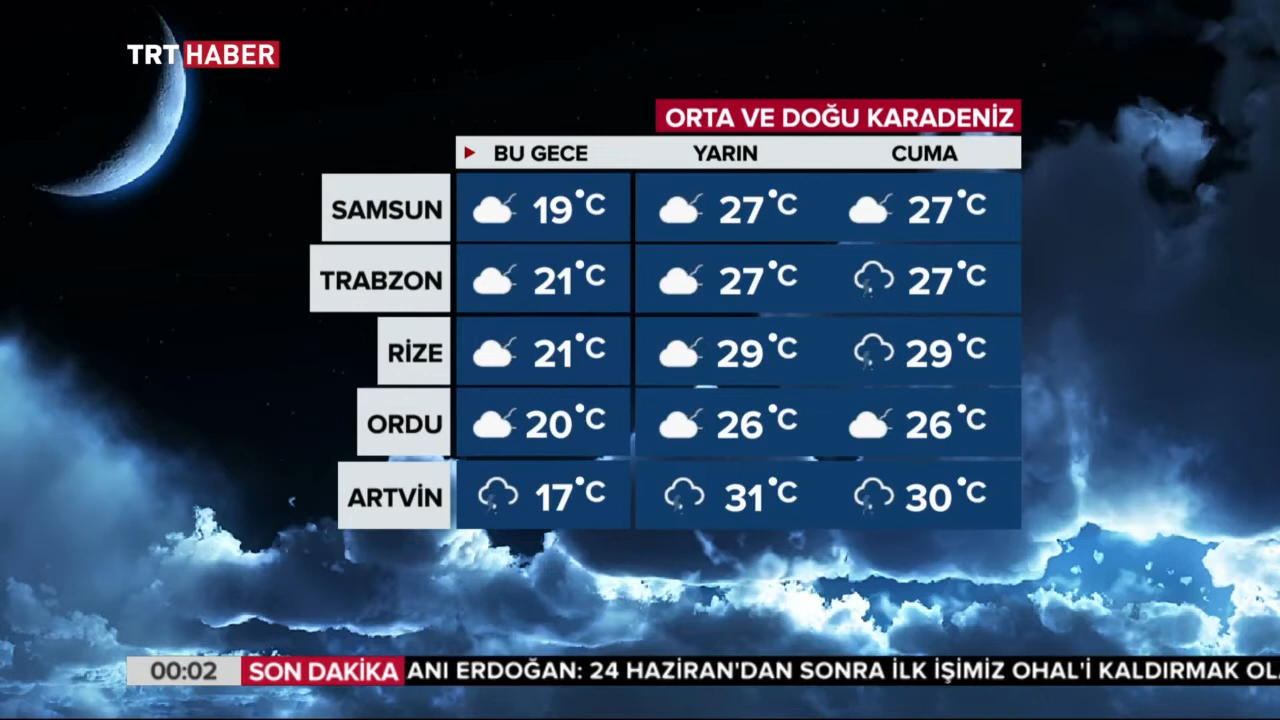 TRT HABER
ORTA VE DOĞU KARADENİZ
BU GECE YARIN CUMA
SAMSUN 19°C 27°C 27°C
TRABZON 21°C 27°C 27°C
RİZE 21°C 29°C 29°C
ORDU 20°C 26°C 26°C
ARTVİN 17°C 31°C 30°C
00:02 SON DAKİKA ANI ERDOĞAN: 24 HAZİRAN'DAN SONRA İLK İŞİMİZ OHAL'İ KALDIRMAK OL